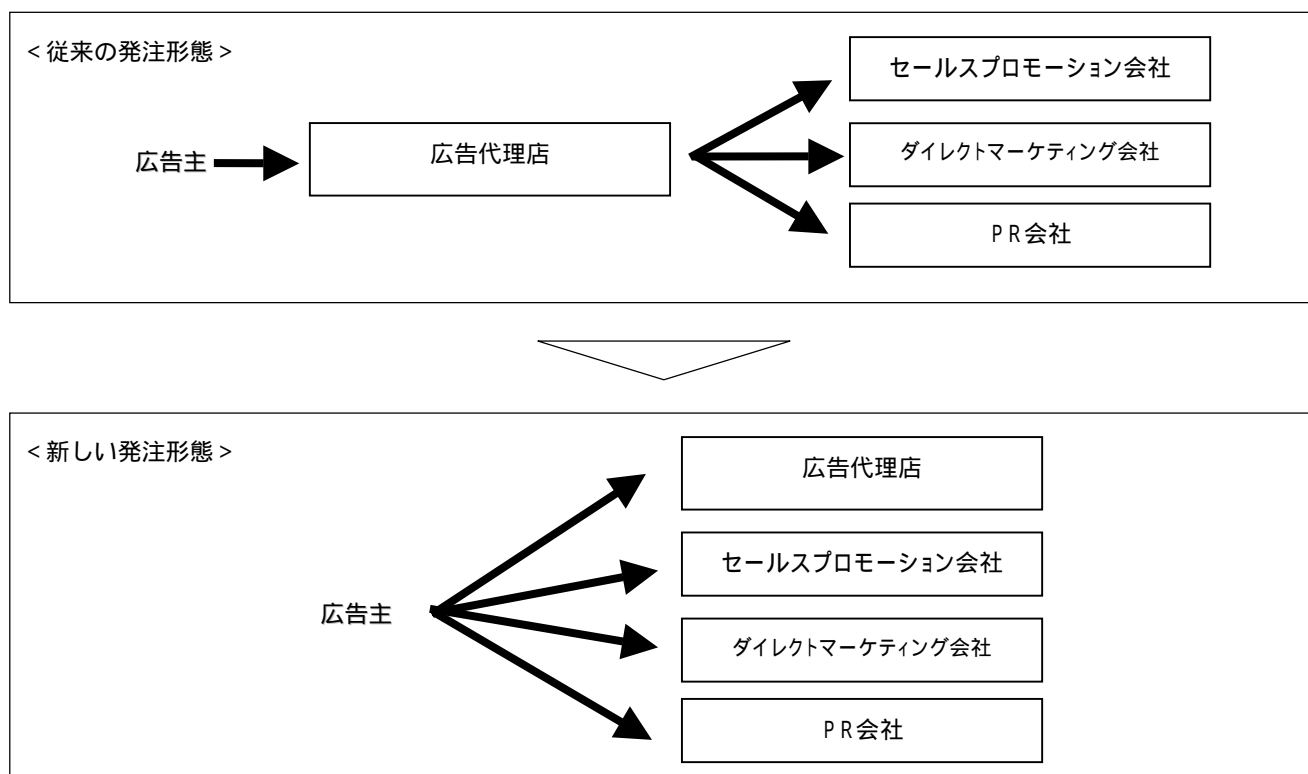 <従来の発注形態>
セールスプロモーション会社
広告主
広告代理店
ダイレクトマーケティング会社
PR会社
<新しい発注形態>
広告代理店
セールスプロモーション会社
広告主
ダイレクトマーケティング会社
PR会社